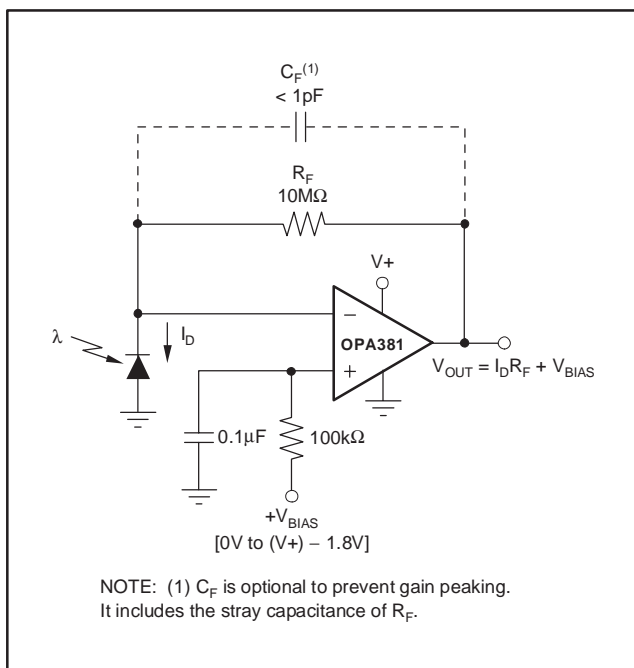 C_F^(1)
< 1pF
R_F
10MΩ
V+
λ
I_D
−
OPA381
+
V_OUT = I_DR_F + V_BIAS
0.1μF
100kΩ
+V_BIAS
[0V to (V+) − 1.8V]
NOTE: (1) C_F is optional to prevent gain peaking.
It includes the stray capacitance of R_F.